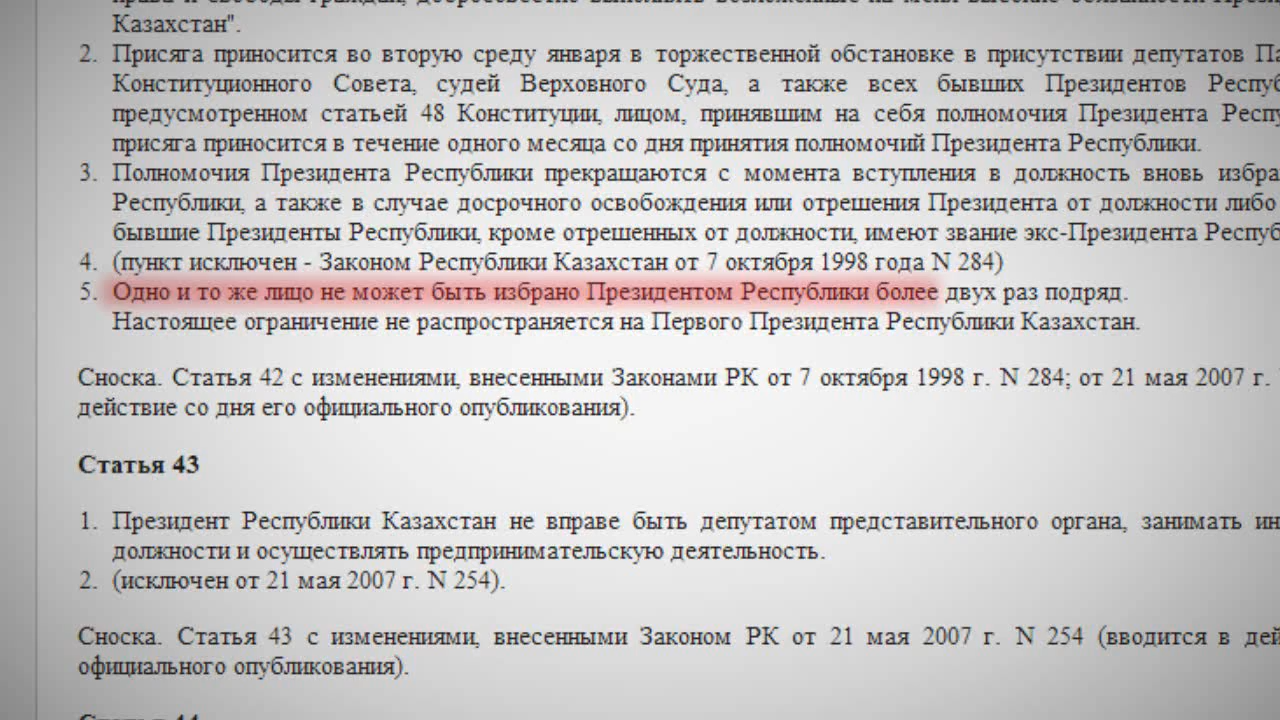 Казахстан".
2. Присяга приносится во вторую среду января в торжественной обстановке в присутствии депутатов
Конституционного Совета, судей Верховного Суда, а также всех бывших Президентов
предусмотренном статьей 48 Конституции, лицом, принявшим на себя полномочия Президента
присяга приносится в течение одного месяца со дня принятия полномочий Президента Республики.
3. Полномочия Президента Республики прекращаются с момента вступления в должность вновь
Республики, а также в случае досрочного освобождения или отрешения Президента от должности либо
бывшие Президенты Республики, кроме отрешенных от должности, имеют звание экс-Президента
4. (пункт исключен - Законом Республики Казахстан от 7 октября 1998 года N 284)
5. Одно и то же лицо не может быть избрано Президентом Республики более двух раз подряд.
Настоящее ограничение не распространяется на Первого Президента Республики Казахстан.
Сноска. Статья 42 с изменениями, внесенными Законами РК от 7 октября 1998 г. N 284; от 21 мая 2007 г.
действие со дня его официального опубликования).
Статья 43
1. Президент Республики Казахстан не вправе быть депутатом представительного органа, занимать
должности и осуществлять предпринимательскую деятельность.
2. (исключен от 21 мая 2007 г. N 254).
Сноска. Статья 43 с изменениями, внесенными Законом РК от 21 мая 2007 г. N 254 (вводится в
официального опубликования).